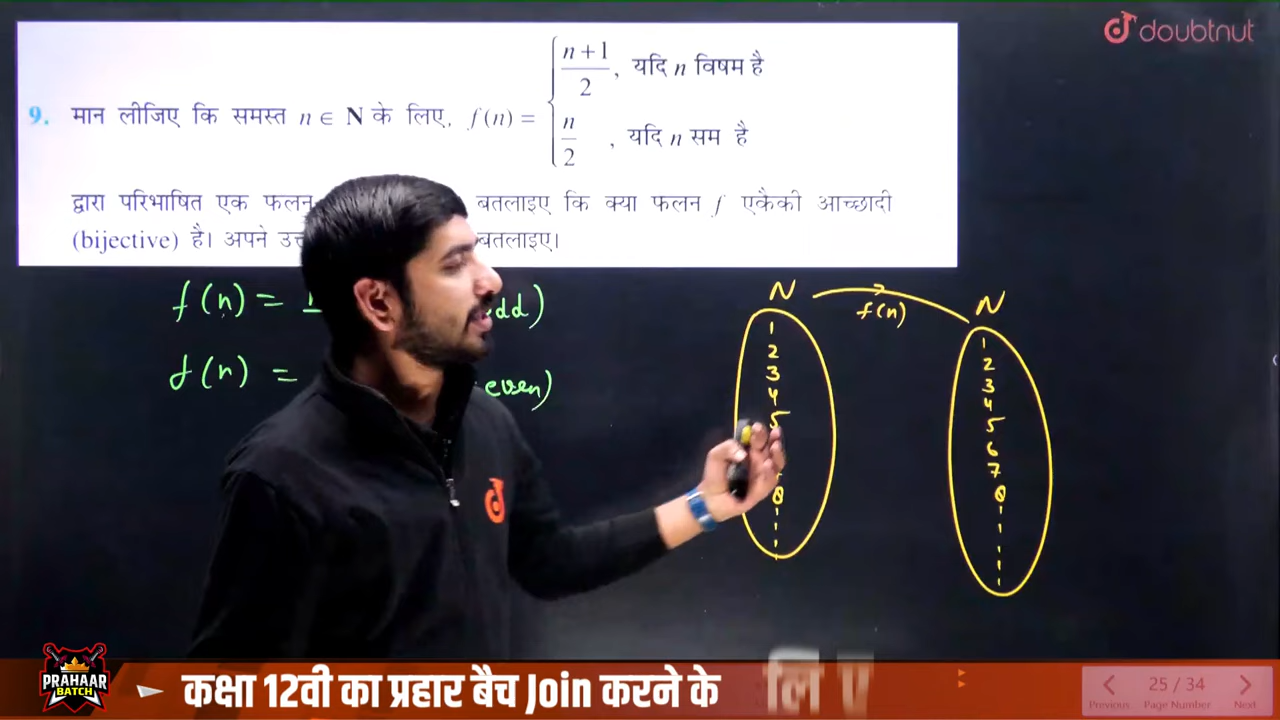 doubtnut
9. मान लीजिए कि समस्त n ∈ N के लिए, f(n) = { n+1/2, यदि n विषम है
n/2 , यदि n सम है
द्वारा परिभाषित एक फलन बतलाइए कि क्या फलन f एकैकी आच्छादी
(bijective) है। अपने बतलाइए।
f(n) =
f(n) = even)
N f(n) N
1 1
2 2
3 3
4 4
5 5
6
7
8 8
PRAHAAR
BATCH
कक्षा 12वी का प्रहार बैच Join करने के लिए
25 / 34
Previous Page Number Next